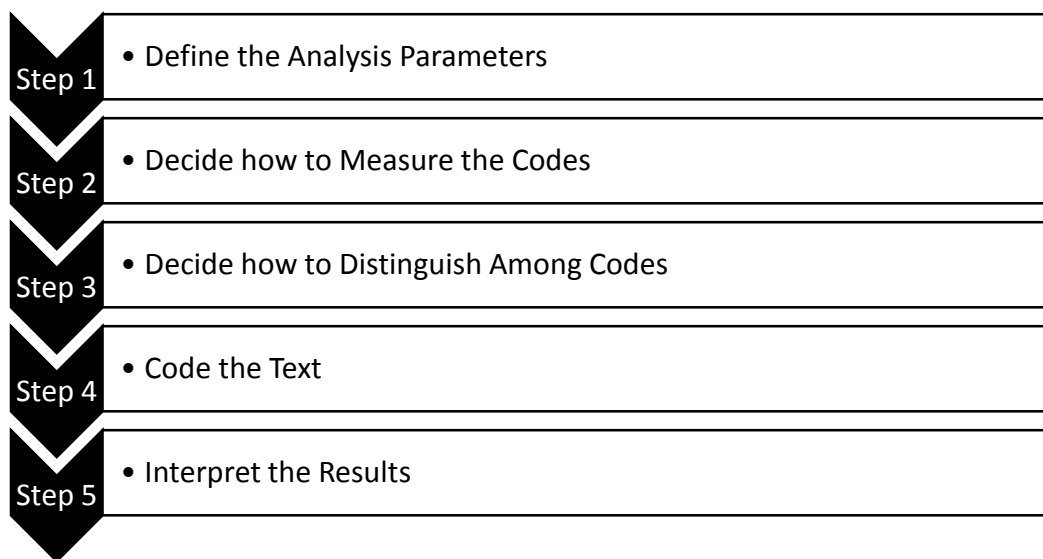 Step 1
• Define the Analysis Parameters
Step 2
• Decide how to Measure the Codes
Step 3
• Decide how to Distinguish Among Codes
Step 4
• Code the Text
Step 5
• Interpret the Results